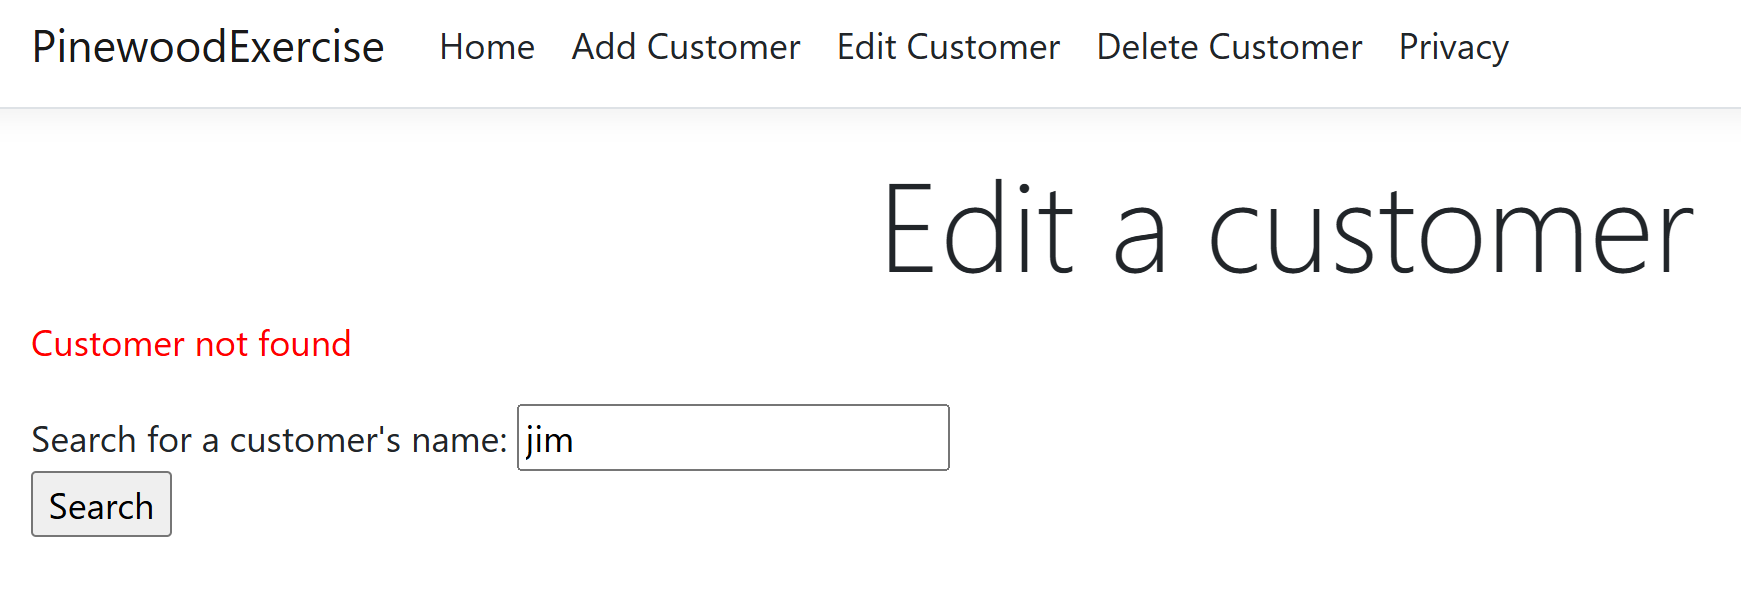 PinewoodExercise Home Add Customer Edit Customer Delete Customer Privacy
Edit a customer
Customer not found
Search for a customer's name: jim
Search